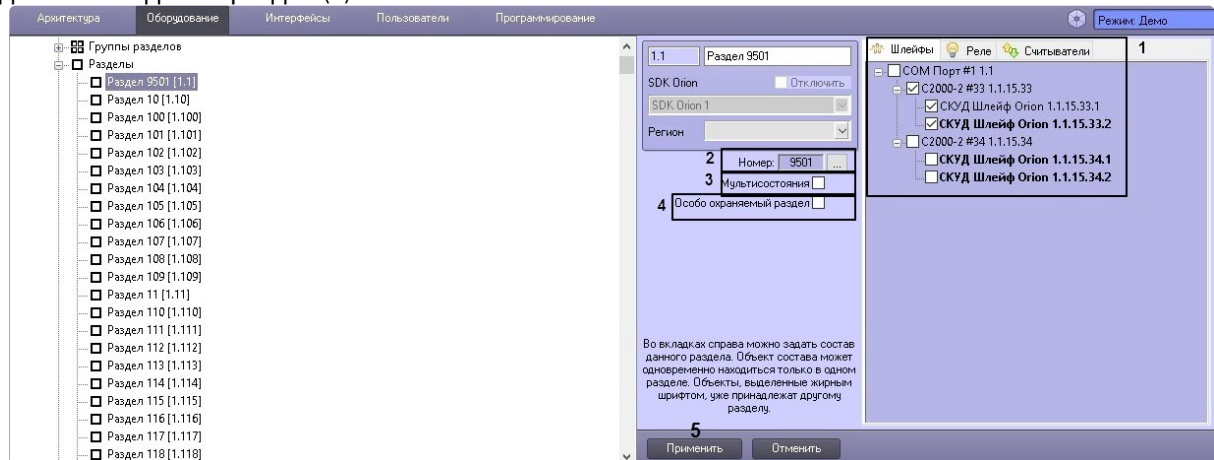 Архитектура Оборудование Интерфейсы Пользователи Программирование Режим: Демо
Группы разделов
Разделы
Раздел 9501 [1.1]
Раздел 10 [1.10]
Раздел 100 [1.100]
Раздел 101 [1.101]
Раздел 102 [1.102]
Раздел 103 [1.103]
Раздел 104 [1.104]
Раздел 105 [1.105]
Раздел 106 [1.106]
Раздел 107 [1.107]
Раздел 108 [1.108]
Раздел 109 [1.109]
Раздел 11 [1.11]
Раздел 110 [1.110]
Раздел 111 [1.111]
Раздел 112 [1.112]
Раздел 113 [1.113]
Раздел 114 [1.114]
Раздел 115 [1.115]
Раздел 116 [1.116]
Раздел 117 [1.117]
Раздел 118 [1.118]
1.1 Раздел 9501
SDK Orion Отключить
SDK Orion 1
Регион
2 Номер: 9501 ...
3 Мультисостояния
4 Особо охраняемый раздел
Во вкладках справа можно задать состав
данного раздела. Объект состава может
одновременно находиться только в одном
разделе. Объекты, выделенные жирным
шрифтом, уже принадлежат другому
разделу.
5
Применить Отменить
Шлейфы Реле Считыватели 1
COM Порт #1 1.1
С2000-2 #33 1.1.15.33
СКУД Шлейф Orion 1.1.15.33.1
СКУД Шлейф Orion 1.1.15.33.2
С2000-2 #34 1.1.15.34
СКУД Шлейф Orion 1.1.15.34.1
СКУД Шлейф Orion 1.1.15.34.2